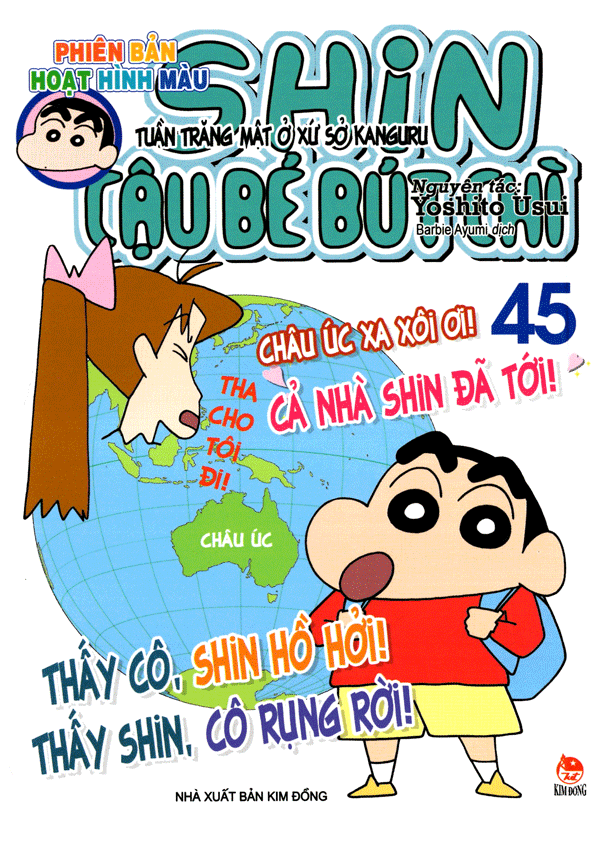 PHIÊN BẢN
HOẠT HÌNH MÀU
SHiN
TUẦN TRĂNG MẬT Ở XỨ SỞ KANGURU
CẬU BÉ BÚT CHÌ
Nguyên tác:
Yoshito Usui
Barbie Ayumi dịch
45
CHÂU ÚC XA XÔI ƠI!
CẢ NHÀ SHiN ĐÃ TỚI!
THA
CHO
TÔI
ĐI!
CHÂU ÚC
THẤY CÔ, SHiN HỒ HỞI!
THẤY SHiN, CÔ RỤNG RỜI!
NHÀ XUẤT BẢN KIM ĐỒNG
KIM ĐỒNG